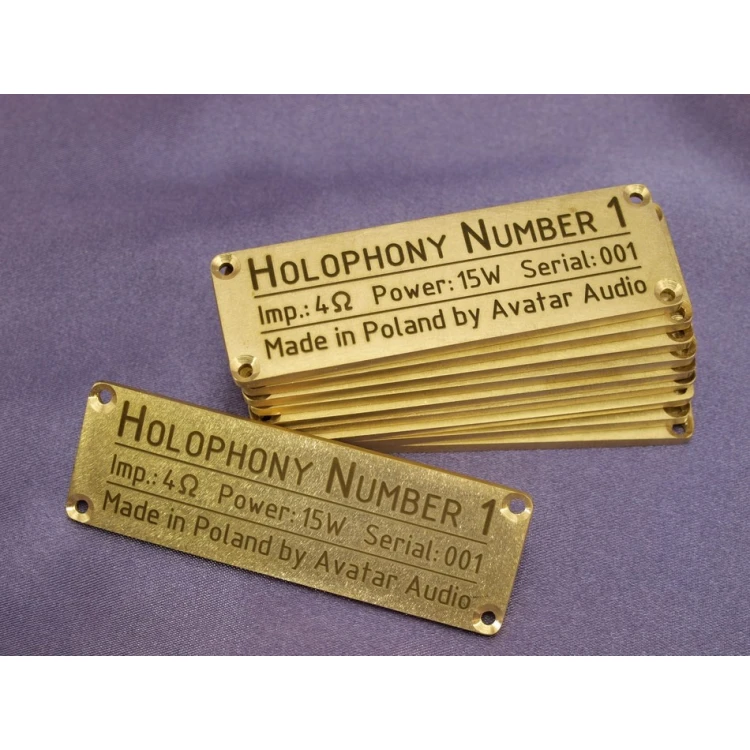 HOLOPHONY NUMBER 1
Imp.: 4Ω Power: 15W Serial: 001
Made in Poland by Avatar Audio
HOLOPHONY NUMBER 1
Imp.: 4Ω Power: 15W Serial: 001
Made in Poland by Avatar Audio